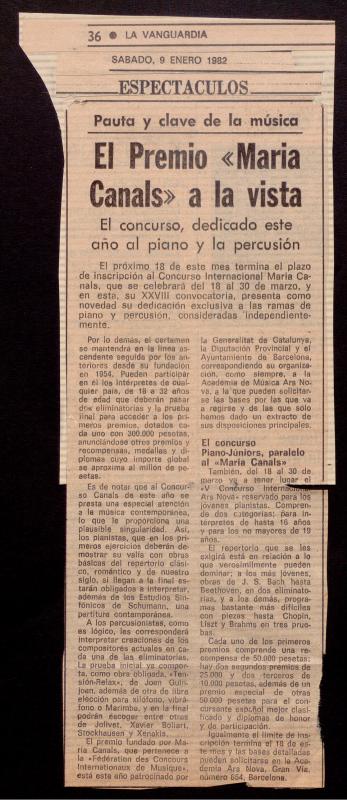 36 ● LA VANGUARDIA
SABADO, 9 ENERO 1982
ESPECTACULOS
Pauta y clave de la música
El Premio «Maria
Canals» a la vista
El concurso, dedicado este
año al piano y la percusión
El próximo 18 de este mes termina el plazo
de inscripción al Concurso Internacional Maria Ca-
nals, que se celebrará del 18 al 30 de marzo, y
en esta, su XXVIII convocatoria, presenta como
novedad su dedicación exclusiva a las ramas de
piano y percusión, consideradas independiente-
mente.
Por lo demás, el certamen
se mantendrá en la línea as-
cendente seguida por los an-
teriores desde su fundación
en 1954. Pueden participar
en él los intérpretes de cual-
quier país, de 18 a 32
años de edad que deberán pasar
dos eliminatorias y la prueba
final para acceder a los pri-
meros premios, dotados ca-
da uno con 300.000 pesetas,
anunciándose otros premios y
recompensas, medallas y di-
plomas cuyo importe global
se aproxima al millón de pe-
setas.
Es de notar que el Concur-
so Canals de este año se
presta una especial atención
a la música contemporánea,
lo que le proporciona una
plausible singularidad. Así,
los pianistas, que en los pri-
meros ejercicios deberán de-
mostrar su valía con obras
básicas del repertorio clási-
co, romántico y de nuestro
siglo, si llegan a la final esta-
rán obligados a interpretar,
además de los Estudios Sin-
fónicos de Schumann, una
partitura contemporánea.
A los percusionistas, como
es lógico, les corresponderá
interpretar creaciones de los
compositores actuales en ca-
da una de las eliminatorias.
La prueba inicial ya compor-
ta, como obra obligada, «Ten-
sión-Relax», de Joan Guin-
joan, además otra de libre
elección para xilófono, vibrá-
fono o Marimba, y en la final
podrán escoger entre otras
de Jolivet, Xavier Boliart,
Stockhausen y Xenakis.
El premio fundado por Ma-
ria Canals, que pertenece a
la «Fédération des Concours
Internationaux de Musique»,
está este año patrocinado por
la Generalitat de Catalunya,
la Diputación Provincial y el
Ayuntamiento de Barcelona,
correspondiendo su organiza-
ción, como siempre, a la
Academia de Música Ars No-
va, a la que pueden solicitar-
se las bases por las que va
a regirse y de las que sólo
hemos dado un extracto de
sus disposiciones principales.
El concurso
Piano-Júniors, paralelo
al «Maria Canals»
También, del 18 al 30 de
marzo va a tener lugar el
«V Concurso Internacional
Ars Nova» reservado para los
jóvenes pianistas. Compren-
de dos categorías: para in-
térpretes de hasta 16 años
y para los no mayores de 19
años.
El repertorio que se les
exigirá está en relación a lo
que verosímilmente pueden
dominar; a los más jóvenes,
obras de J. S. Bach hasta
Beethoven, en dos eliminato-
rias, y a los demás, progra-
mas bastante más difíciles
con piezas hasta Chopin,
Liszt y Brahms en tres prue-
bas.
Cada uno de los primeros
premios comprende una re-
compensa de 50.000 pesetas:
hay dos segundos premios de
25.000 y dos terceros de
10.000 pesetas, además de un
premio especial de otras
50.000 pesetas para el con-
cursante español mejor clasifi-
cado y diplomas de honor
y de participación.
Igualmente el límite de ins-
cripción termina el 18 de es-
te mes y las bases detalladas
pueden solicitarse en la
Academia Ars Nova, Gran Vía,
número 654, Barcelona.